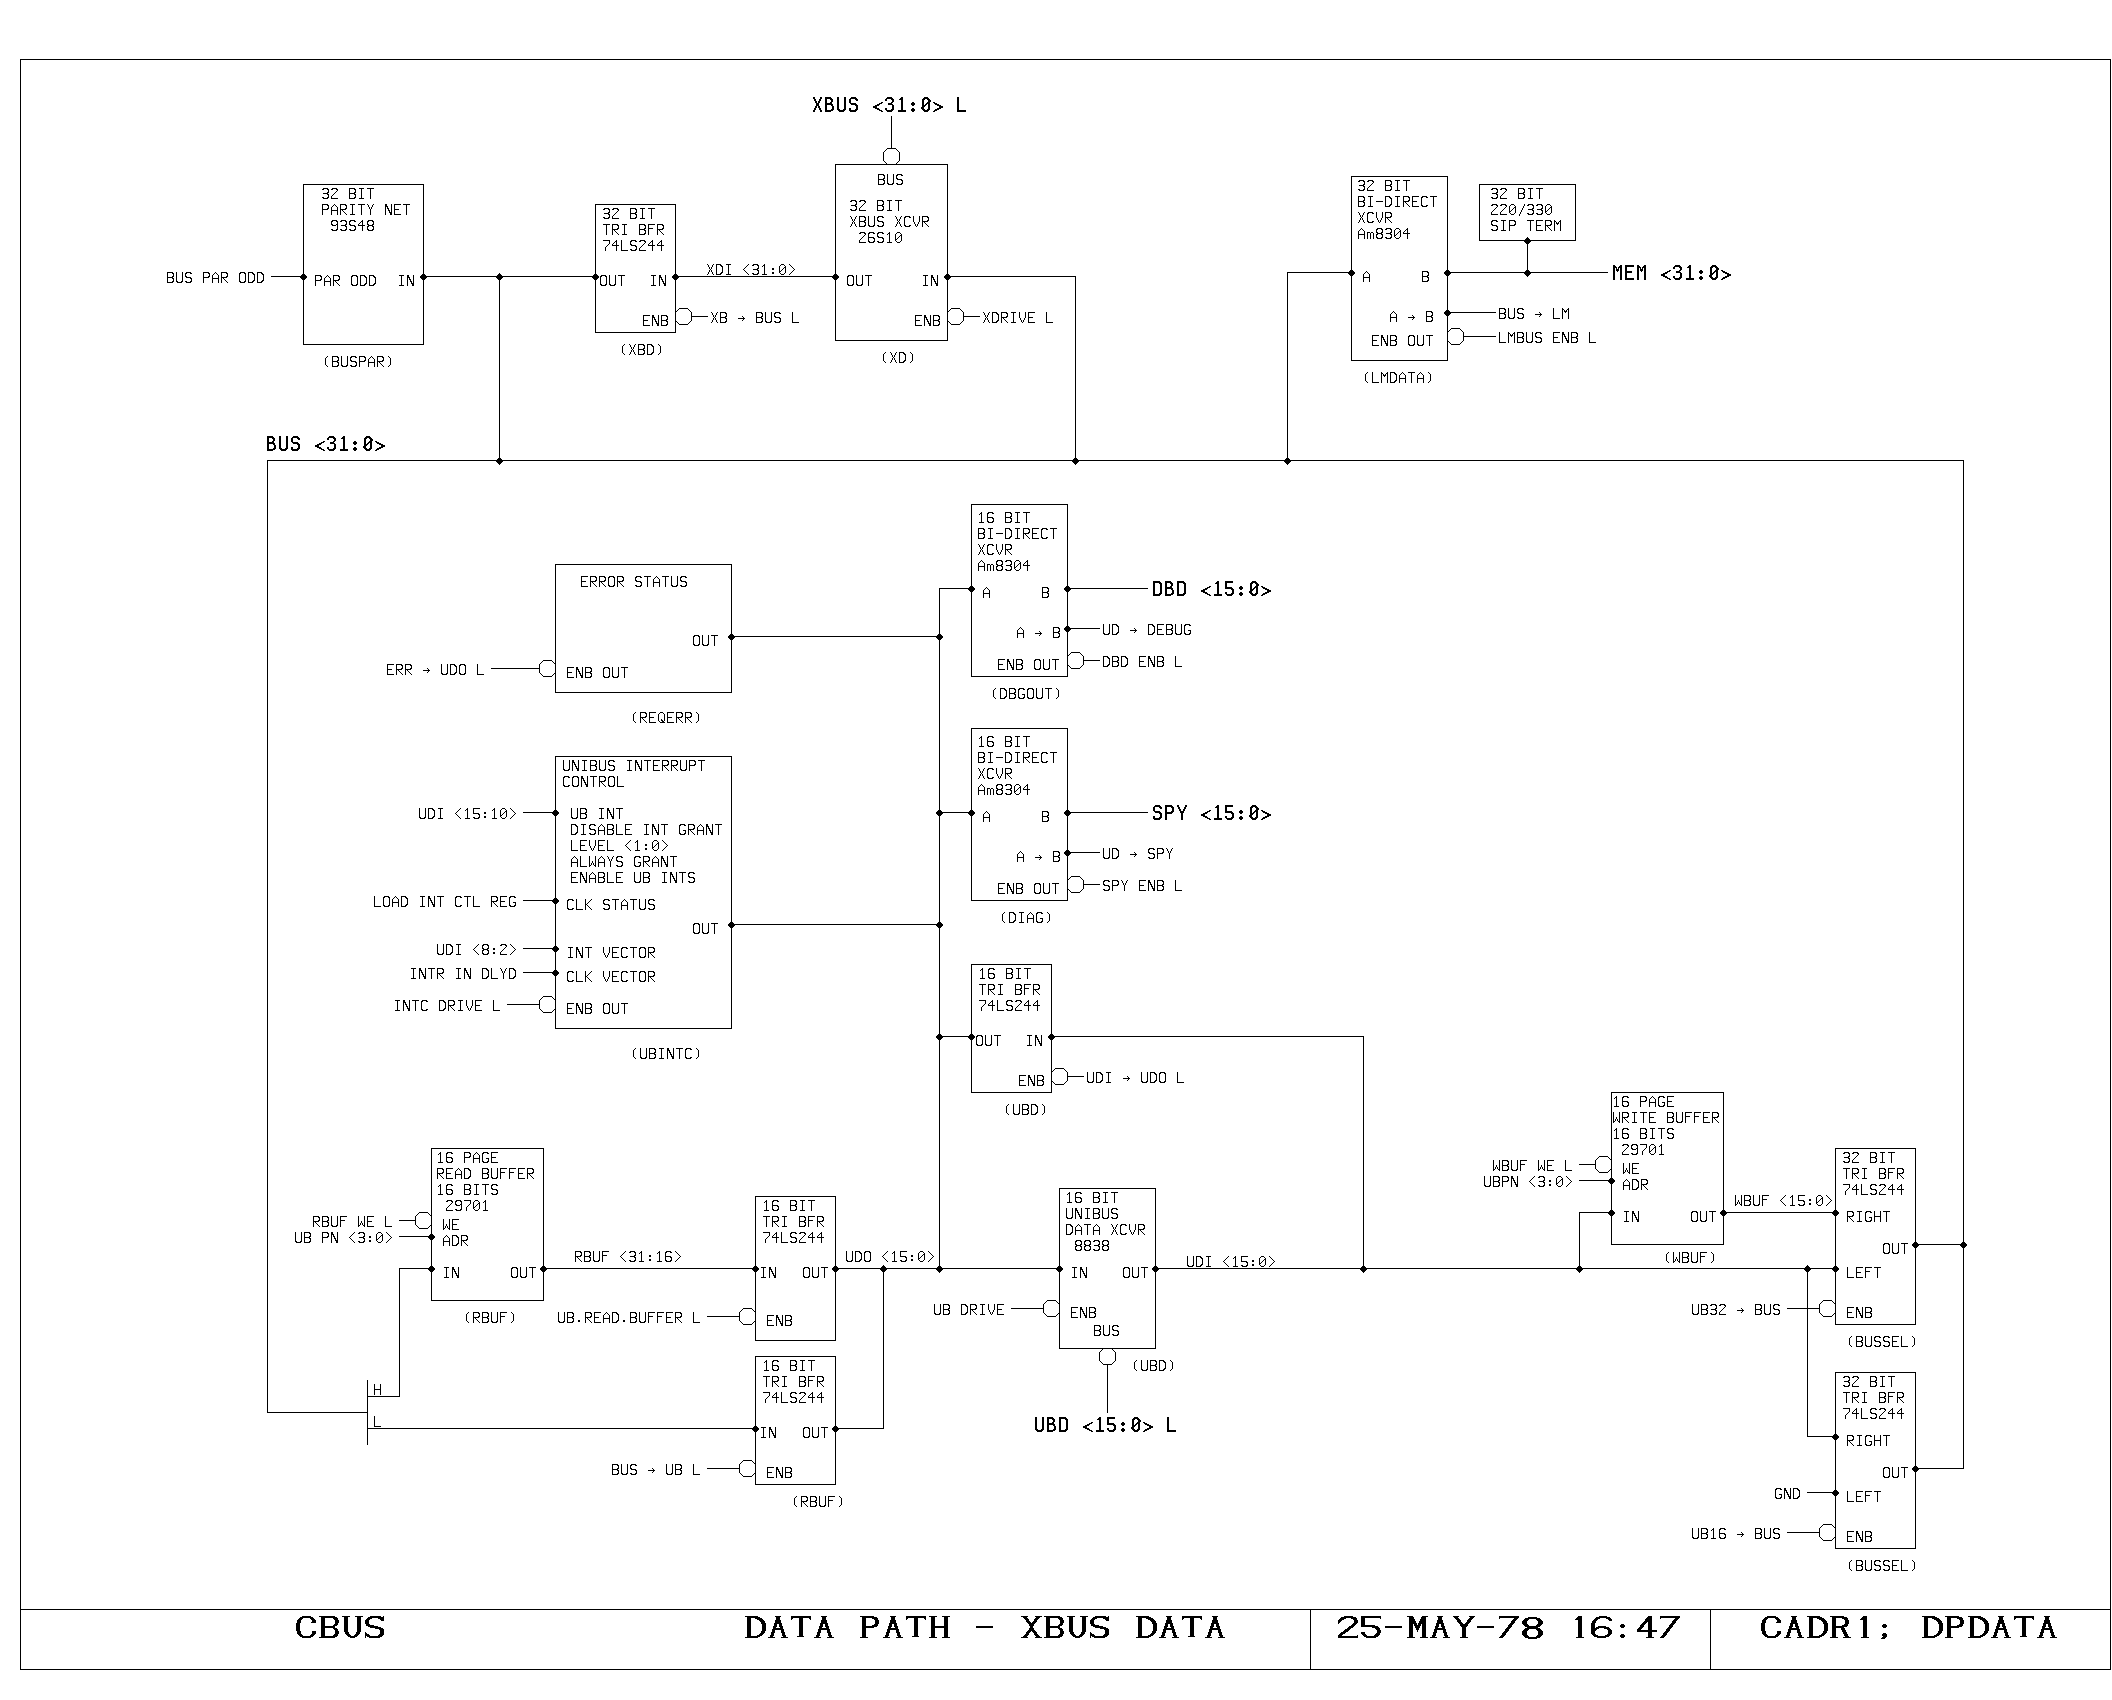 XBUS <31:0> L
32 BIT
PARITY NET
93S48
BUS PAR ODD
PAR ODD
IN
(BUSPAR)
32 BIT
TRI BFR
74LS244
OUT
IN
ENB
XB → BUS L
(XBD)
XDI <31:0>
BUS
32 BIT
XBUS XCVR
26S10
OUT
IN
ENB
XDRIVE L
(XD)
32 BIT
BI-DIRECT
XCVR
Am8304
A
B
A → B
ENB OUT
BUS → LM
LMBUS ENB L
(LMDATA)
32 BIT
220/330
SIP TERM
MEM <31:0>
BUS <31:0>
ERROR STATUS
OUT
ERR → UDO L
ENB OUT
(REQERR)
16 BIT
BI-DIRECT
XCVR
Am8304
A
B
DBD <15:0>
A → B
UD → DEBUG
ENB OUT
DBD ENB L
(DBGOUT)
UNIBUS INTERRUPT
CONTROL
UDI <15:10>
UB INT
DISABLE INT GRANT
LEVEL <1:0>
ALWAYS GRANT
ENABLE UB INTS
LOAD INT CTL REG
CLK STATUS
OUT
UDI <8:2>
INT VECTOR
INTR IN DLYD
CLK VECTOR
INTC DRIVE L
ENB OUT
(UBINTC)
16 BIT
BI-DIRECT
XCVR
Am8304
A
B
SPY <15:0>
A → B
UD → SPY
ENB OUT
SPY ENB L
(DIAG)
16 BIT
TRI BFR
74LS244
OUT
IN
ENB
UDI → UDO L
(UBD)
16 PAGE
READ BUFFER
16 BITS
29701
RBUF WE L
WE
UB PN <3:0>
ADR
IN
OUT
(RBUF)
RBUF <31:16>
16 BIT
TRI BFR
74LS244
IN
OUT
UB.READ.BUFFER L
ENB
UDO <15:0>
16 BIT
TRI BFR
74LS244
H
L
IN
OUT
BUS → UB L
ENB
(RBUF)
16 BIT
UNIBUS
DATA XCVR
8838
IN
OUT
UB DRIVE
ENB
BUS
(UBD)
UBD <15:0> L
UDI <15:0>
16 PAGE
WRITE BUFFER
16 BITS
29701
WBUF WE L
WE
UBPN <3:0>
ADR
IN
OUT
(WBUF)
WBUF <15:0>
32 BIT
TRI BFR
74LS244
RIGHT
OUT
LEFT
UB32 → BUS
ENB
(BUSSEL)
32 BIT
TRI BFR
74LS244
RIGHT
OUT
GND
LEFT
UB16 → BUS
ENB
(BUSSEL)
CBUS
DATA PATH - XBUS DATA
25-MAY-78 16:47
CADR1; DPDATA